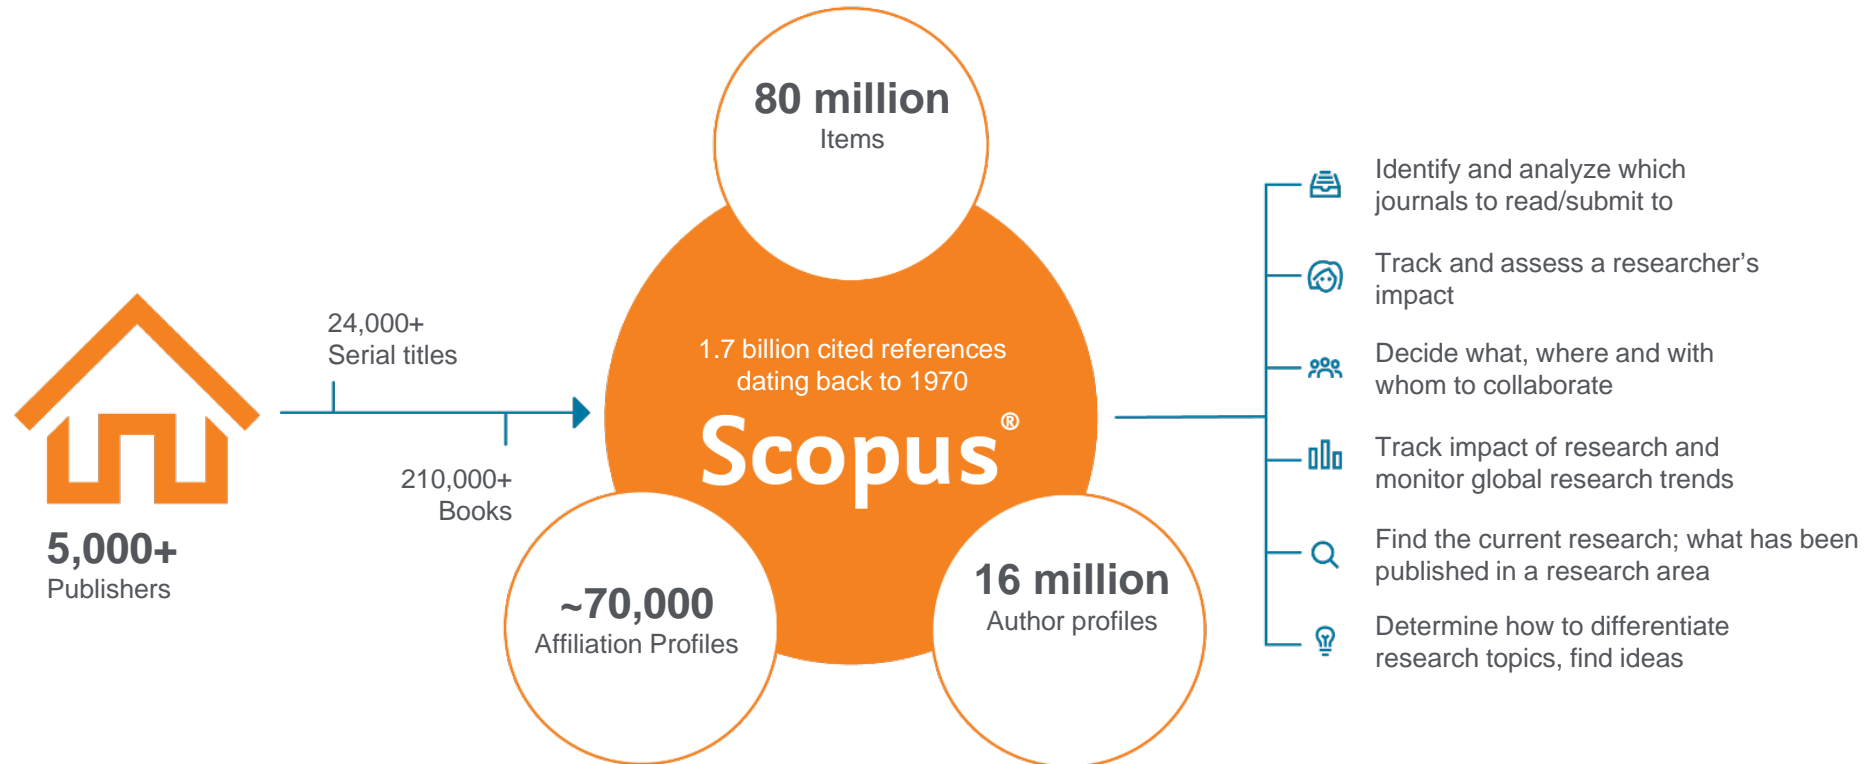 5,000+
Publishers
24,000+
Serial titles
210,000+
Books
80 million
Items
1.7 billion cited references
dating back to 1970
Scopus®
~70,000
Affiliation Profiles
16 million
Author profiles
Identify and analyze which
journals to read/submit to
Track and assess a researcher's
impact
Decide what, where and with
whom to collaborate
Track impact of research and
monitor global research trends
Find the current research; what has been
published in a research area
Determine how to differentiate
research topics, find ideas